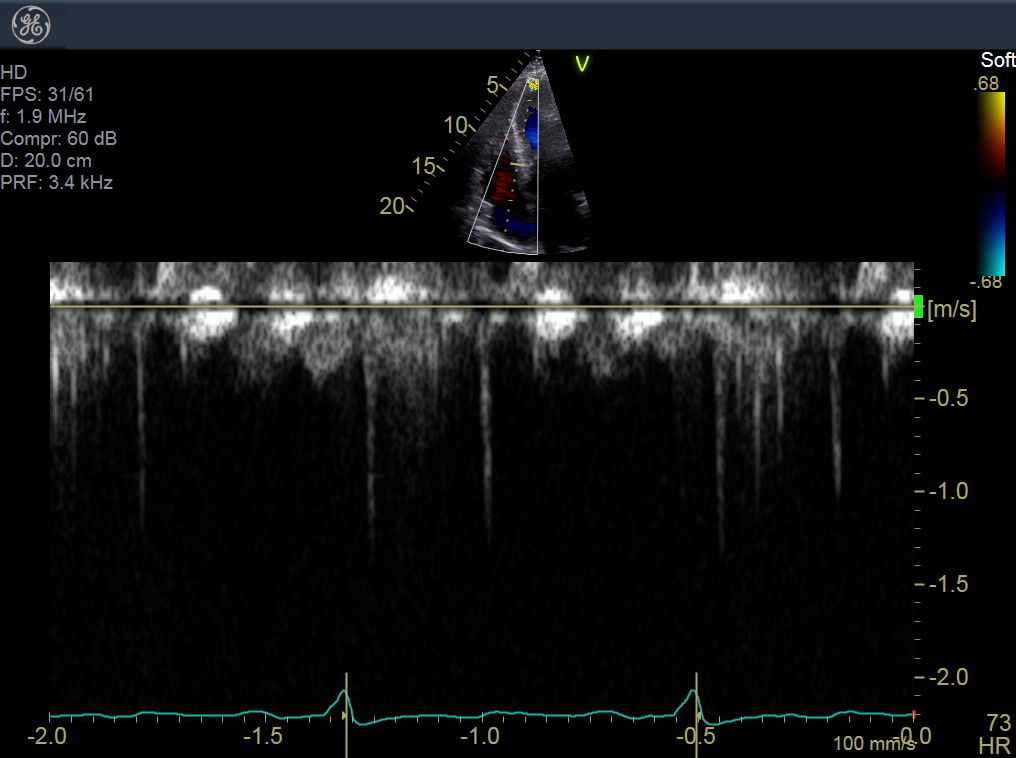 GE
V
HD
FPS: 31/61
f: 1.9 MHz
Compr: 60 dB
D: 20.0 cm
PRF: 3.4 kHz
5
10
15
20
Soft
.68
-.68
[m/s]
-0.5
-1.0
-1.5
-2.0
-2.0
-1.5
-1.0
-0.5
0.0
100 mm/s
73
HR